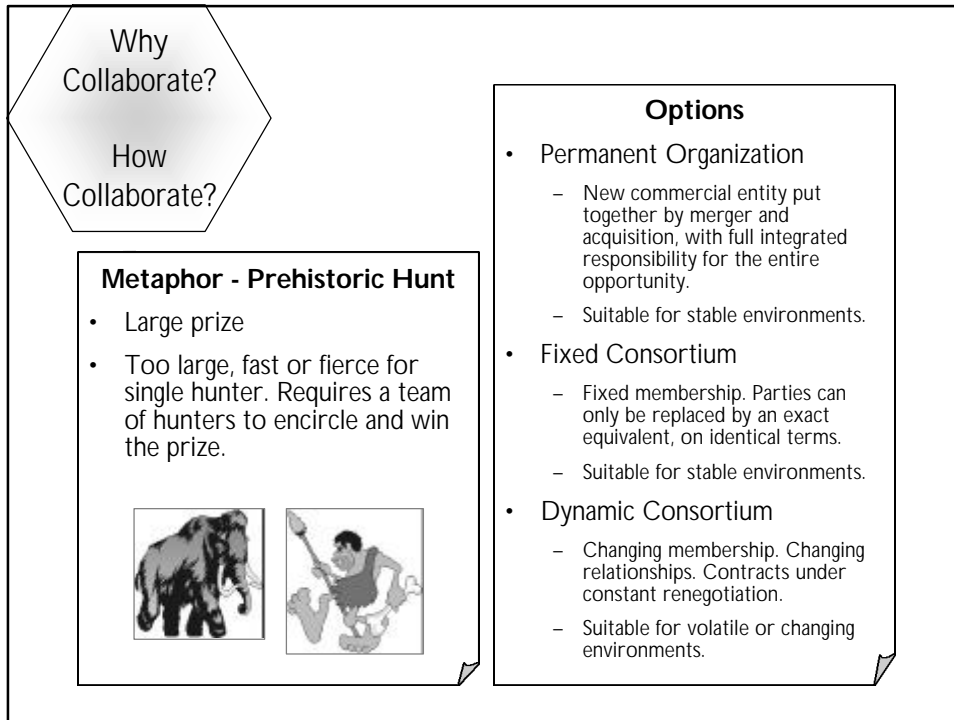 Why
Collaborate?
How
Collaborate?
Metaphor - Prehistoric Hunt
• Large prize
• Too large, fast or fierce for
single hunter. Requires a team
of hunters to encircle and win
the prize.
Options
• Permanent Organization
– New commercial entity put
together by merger and
acquisition, with full integrated
responsibility for the entire
opportunity.
– Suitable for stable environments.
• Fixed Consortium
– Fixed membership. Parties can
only be replaced by an exact
equivalent, on identical terms.
– Suitable for stable environments.
• Dynamic Consortium
– Changing membership. Changing
relationships. Contracts under
constant renegotiation.
– Suitable for volatile or changing
environments.